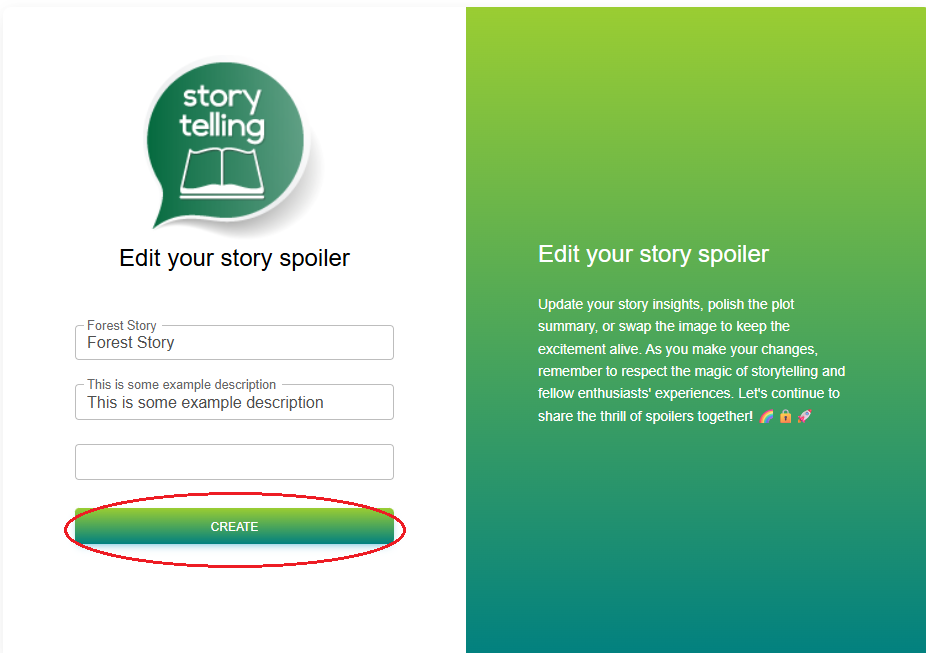 story
telling
Edit your story spoiler
Forest Story
Forest Story
This is some example description
This is some example description
CREATE
Edit your story spoiler
Update your story insights, polish the plot
summary, or swap the image to keep the
excitement alive. As you make your changes,
remember to respect the magic of storytelling and
fellow enthusiasts' experiences. Let's continue to
share the thrill of spoilers together! 🌈 🔒 🚀